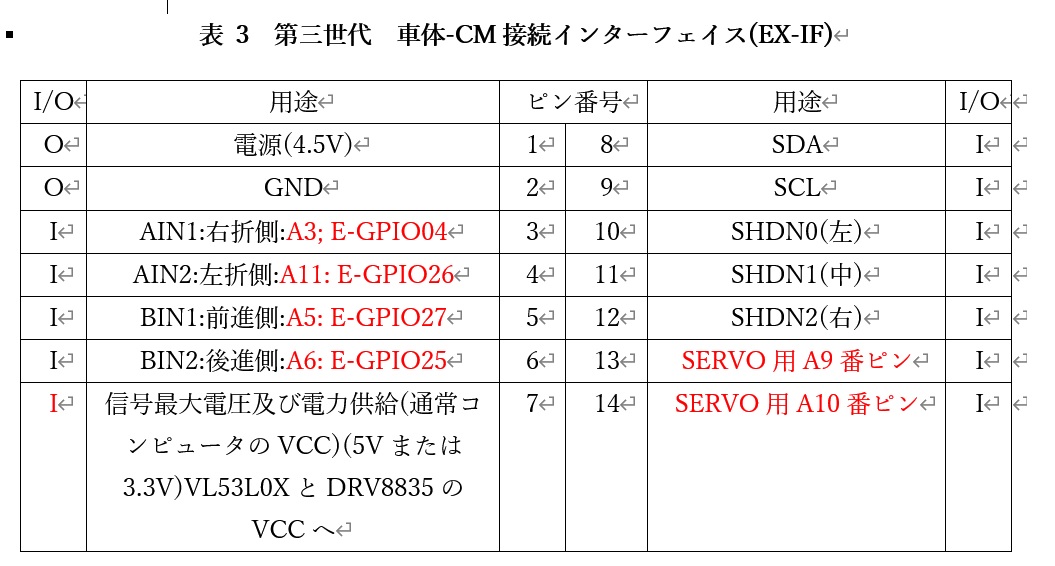 表 3 第三世代 車体-CM 接続インターフェイス(EX-IF)
I/O 用途 ピン番号 用途 I/O
O 電源(4.5V) 1 8 SDA I
O GND 2 9 SCL I
I AIN1:右折側:A3; E-GPIO04 3 10 SHDN0(左) I
I AIN2:左折側:A11: E-GPIO26 4 11 SHDN1(中) I
I BIN1:前進側:A5: E-GPIO27 5 12 SHDN2(右) I
I BIN2:後進側:A6: E-GPIO25 6 13 SERVO 用 A9 番ピン I
I 信号最大電圧及び電力供給(通常コ 7 14 SERVO 用 A10 番ピン I
ンピュータの VCC)(5V または
3.3V)VL53L0X と DRV8835 の
VCC へ